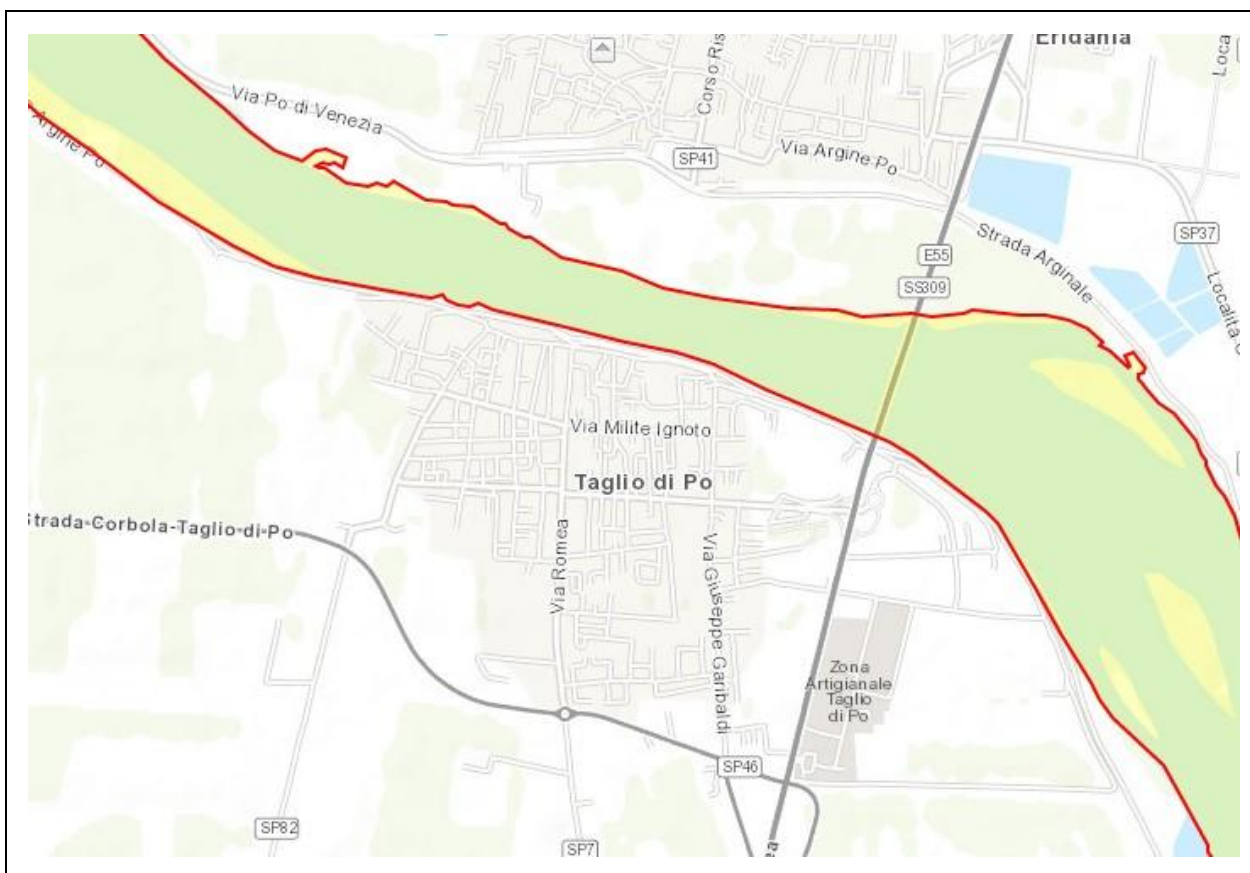 Eridania
Loca
Corso Ris
Via Po di Venezia
Argine Po
SP41
Via Argine Po
Strada Arginale
SP37
E55
SS309
Località C
Via Milite Ignoto
Taglio di Po
Strada-Corbola-Taglio-di-Po
Via Romea
Via Giuseppe Garibaldi
Zona
Artigianale
Taglio
di Po
SP46
SP82
SP7
ea